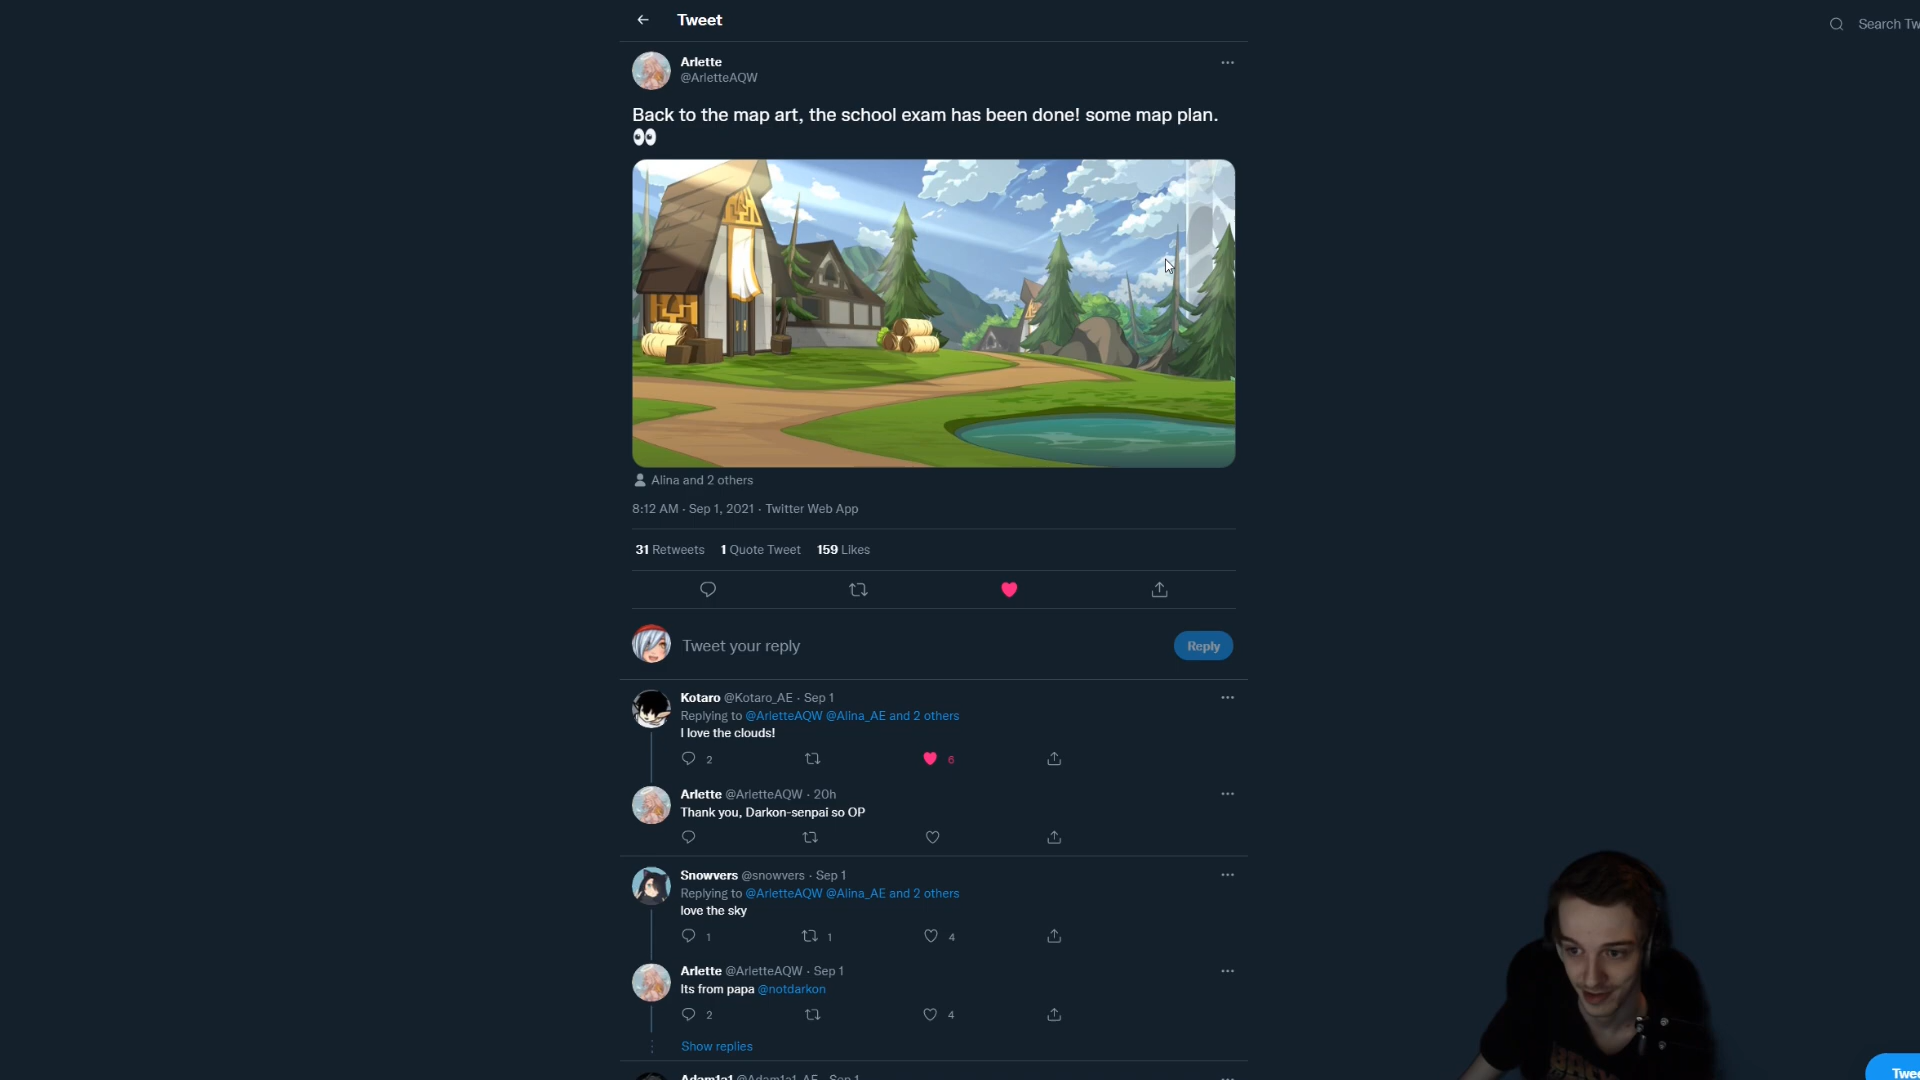 Tweet
Search Tw
Arlette
@ArletteAQW
Back to the map art, the school exam has been done! some map plan.
👀
Alina and 2 others
8:12 AM · Sep 1, 2021 · Twitter Web App
31 Retweets 1 Quote Tweet 159 Likes
Tweet your reply
Reply
Kotaro @Kotaro_AE · Sep 1
Replying to @ArletteAQW @Alina_AE and 2 others
I love the clouds!
2 6
Arlette @ArletteAQW · 20h
Thank you, Darkon-senpai so OP
Snowvers @snowvers · Sep 1
Replying to @ArletteAQW @Alina_AE and 2 others
love the sky
1 1 4
Arlette @ArletteAQW · Sep 1
Its from papa @notdarkon
2 4
Show replies
Adam1a1 @Adam1a1_AE · Sep 1
Twee